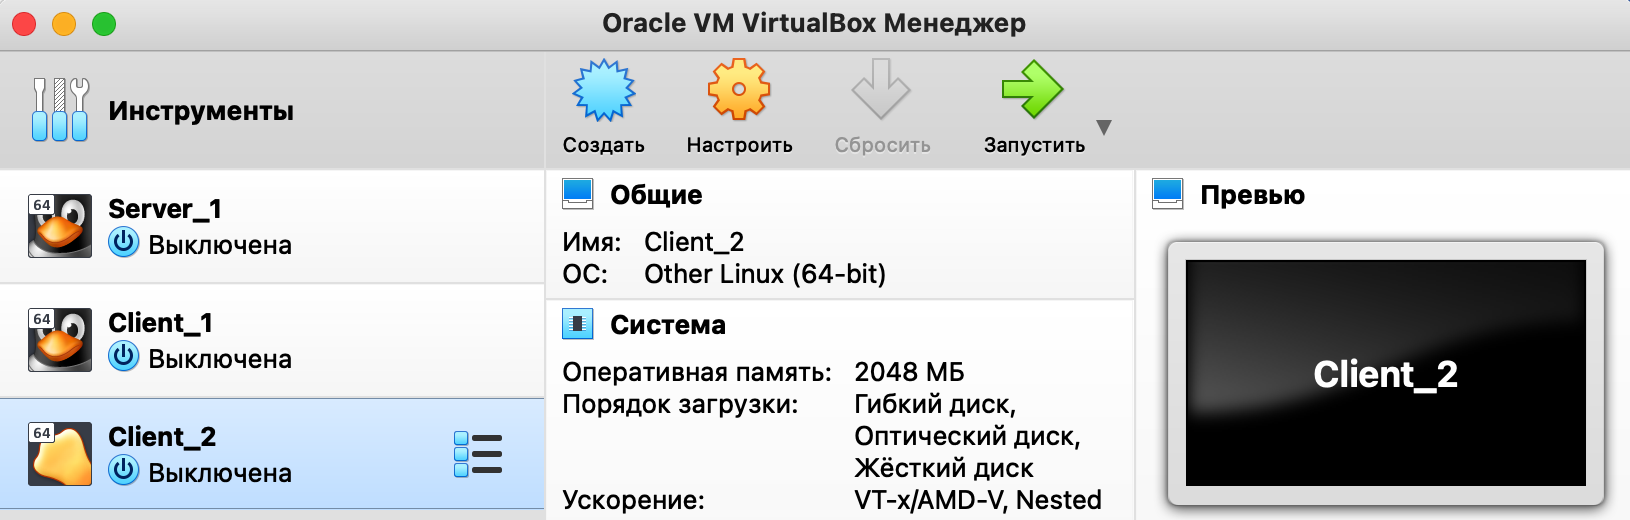 Oracle VM VirtualBox Менеджер
Инструменты
Создать
Настроить
Сбросить
Запустить
64
Server_1
Выключена
64
Client_1
Выключена
64
Client_2
Выключена
Общие
Имя: Client_2
ОС: Other Linux (64-bit)
Система
Оперативная память: 2048 МБ
Порядок загрузки: Гибкий диск,
Оптический диск,
Жёсткий диск
Ускорение: VT-x/AMD-V, Nested
Превью
Client_2